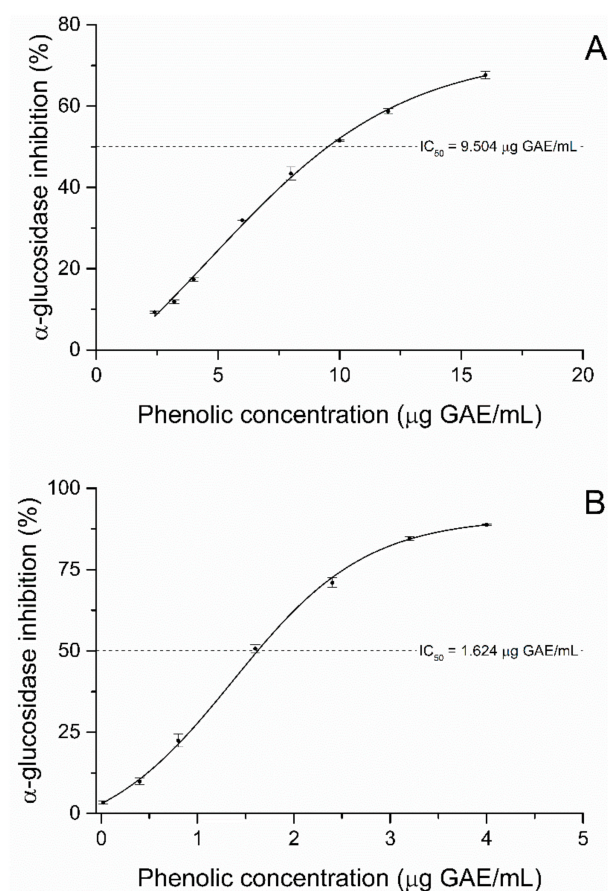 A
80
60
40
20
0
α-glucosidase inhibition (%)
IC₅₀ = 9.504 μg GAE/mL
0 5 10 15 20
Phenolic concentration (μg GAE/mL)
B
100
75
50
25
0
α-glucosidase inhibition (%)
IC₅₀ = 1.624 μg GAE/mL
0 1 2 3 4 5
Phenolic concentration (μg GAE/mL)